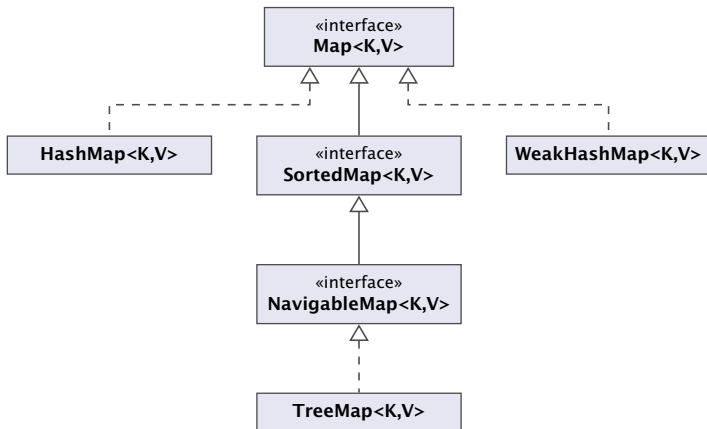 «interface»
Map<K,V>
HashMap<K,V>
«interface»
SortedMap<K,V>
WeakHashMap<K,V>
«interface»
NavigableMap<K,V>
TreeMap<K,V>